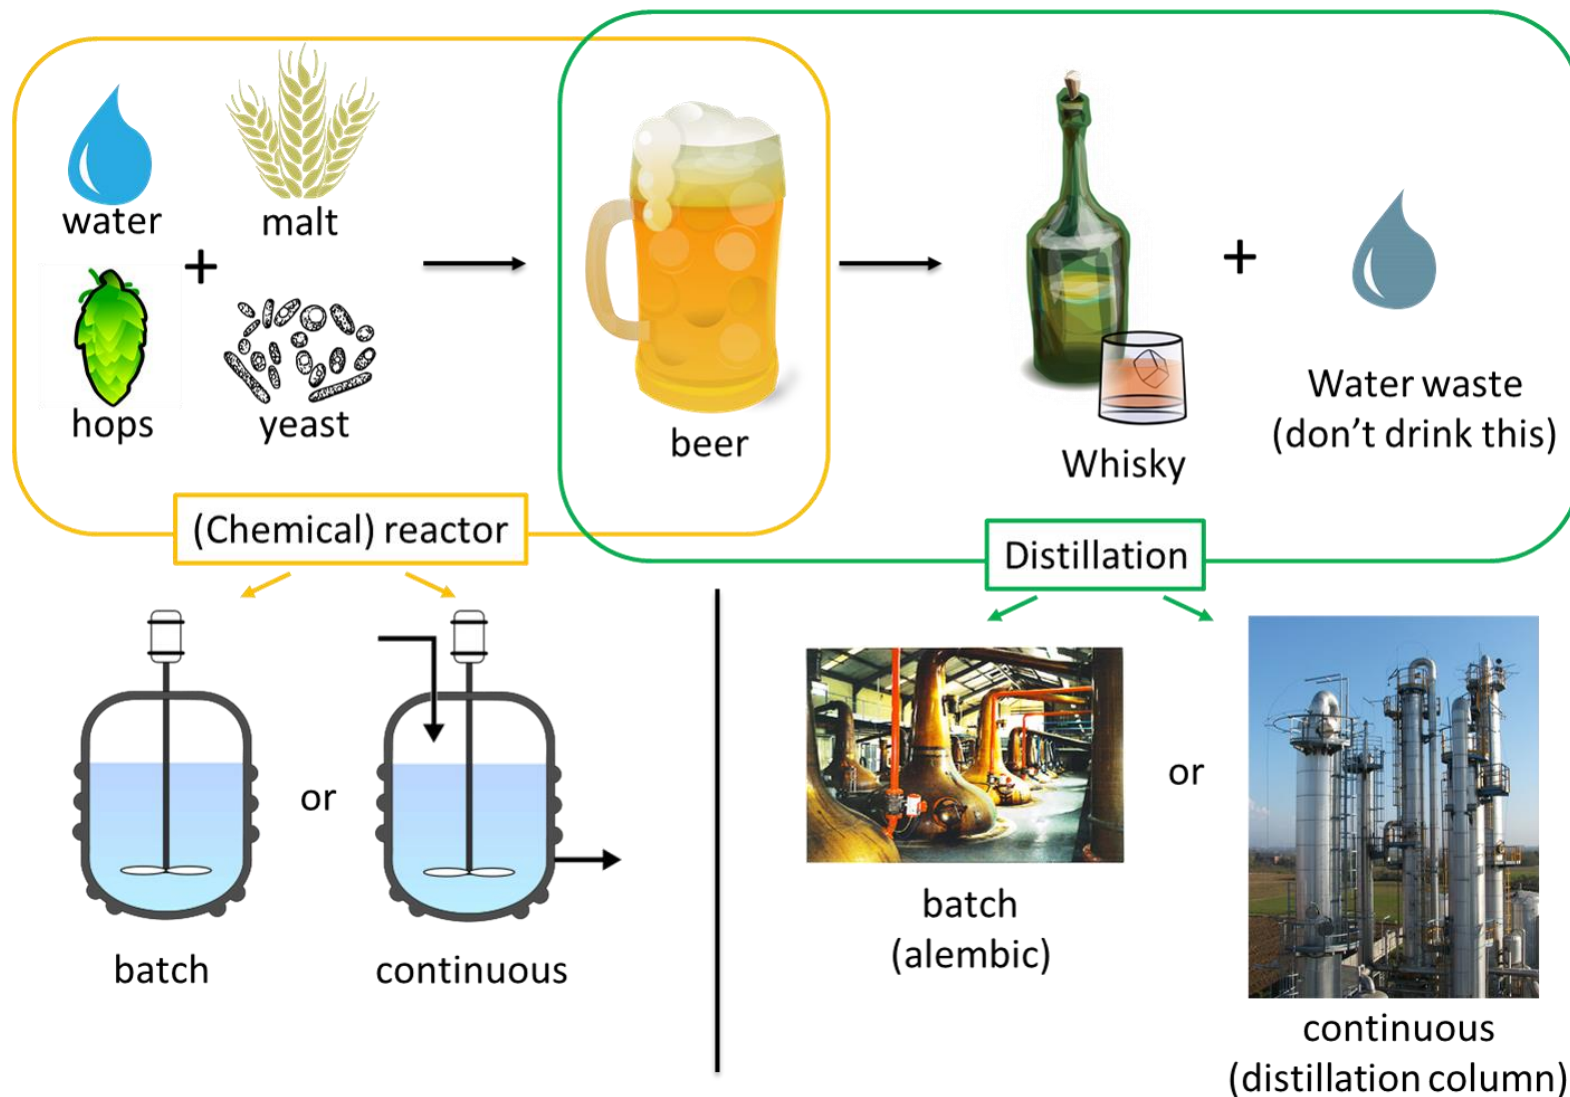 water
malt
+
hops
yeast
beer
+
Whisky
Water waste
(don’t drink this)
(Chemical) reactor
Distillation
or
batch
continuous
or
batch
(alembic)
continuous
(distillation column)